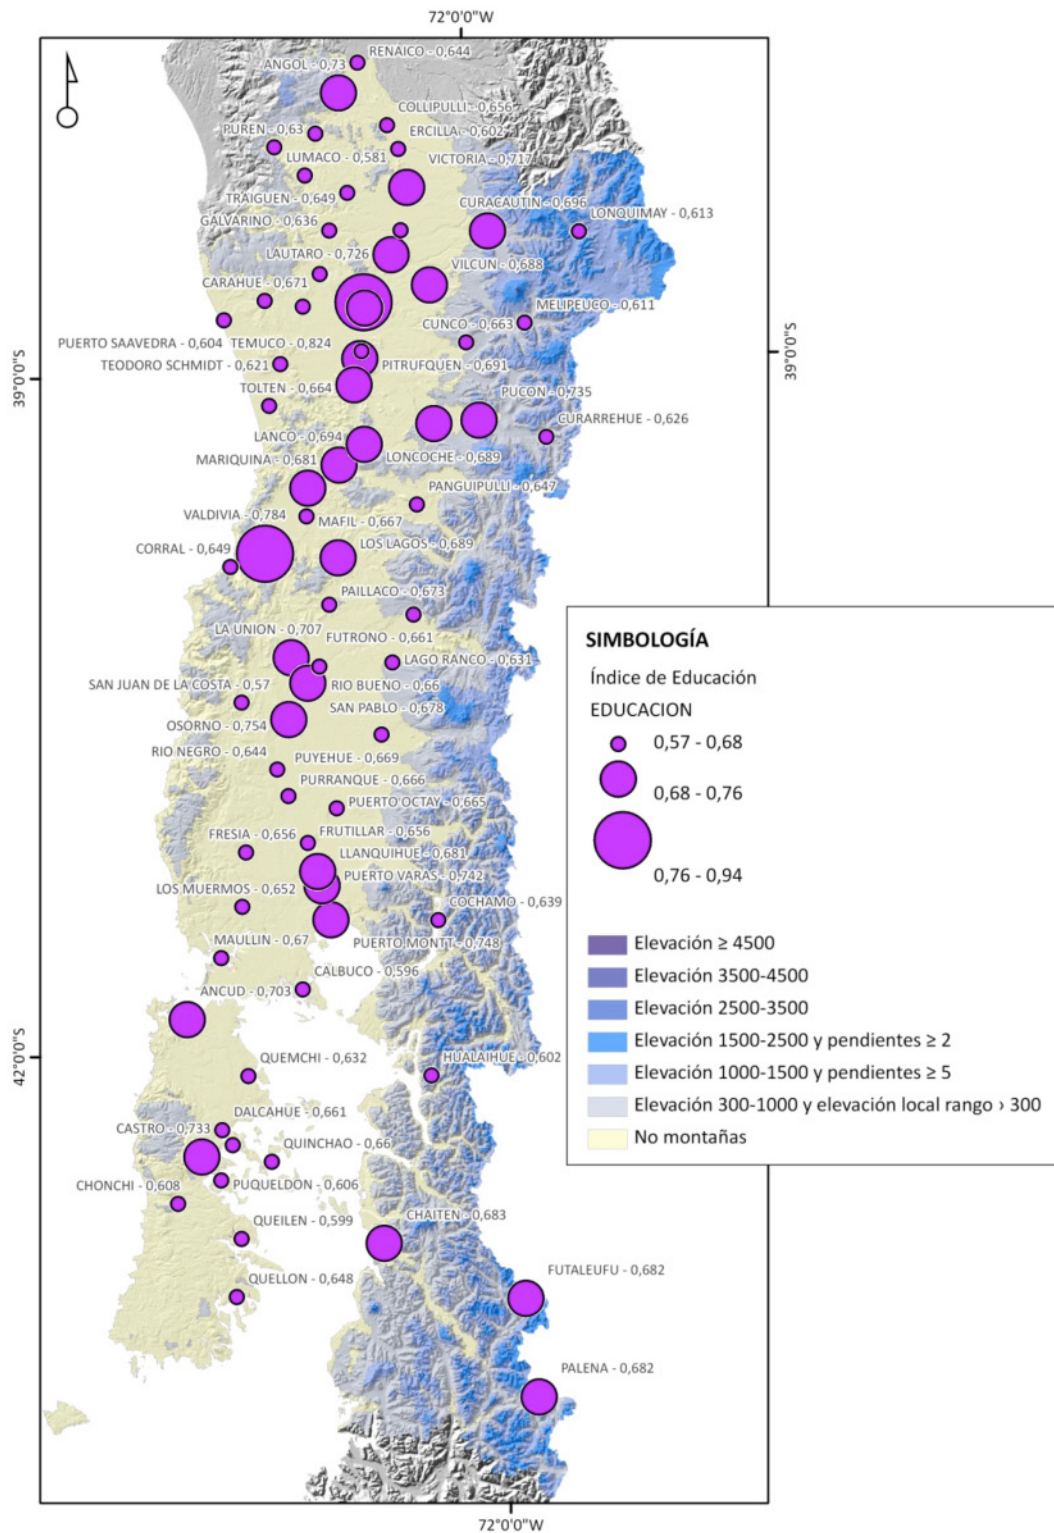 72°0'0"W
RENAICO - 0,644
ANGOL - 0,73
COLLIPULLI - 0,656
PUREN - 0,63
ERCILLA - 0,602
LUMACO - 0,581
VICTORIA - 0,717
TRAIGUEN - 0,649
CURACAUTIN - 0,696
LONQUIMAY - 0,613
GALVARINO - 0,636
LAUTARO - 0,726
VILCUN - 0,688
CARAHUE - 0,671
MELIPEUCO - 0,611
CUNCO - 0,663
PUERTO SAAVEDRA - 0,604
TEMUCO - 0,824
39°0'0"S
39°0'0"S
TEODORO SCHMIDT - 0,621
PITRUFQUEN - 0,691
TOLTEN - 0,664
PUCON - 0,735
CURARREHUE - 0,626
LANCO - 0,694
LONCOCHE - 0,689
MARIQUINA - 0,681
PANGUIPULLI - 0,647
VALDIVIA - 0,784
MAFIL - 0,667
CORRAL - 0,649
LOS LAGOS - 0,689
PAILLACO - 0,673
LA UNION - 0,707
FUTRONO - 0,661
LAGO RANCO - 0,631
SAN JUAN DE LA COSTA - 0,57
RIO BUENO - 0,66
SAN PABLO - 0,678
OSORNO - 0,754
RIO NEGRO - 0,644
PUYEHUE - 0,669
PURRANQUE - 0,666
PUERTO OCTAY - 0,665
FRESIA - 0,656
FRUTILLAR - 0,656
LLANQUIHUE - 0,681
PUERTO VARAS - 0,742
LOS MUERMOS - 0,652
COCHAMO - 0,639
MAULLIN - 0,67
PUERTO MONTT - 0,748
CALBUCO - 0,596
ANCUD - 0,703
42°0'0"S
QUEMCHI - 0,632
HUALAIHUE - 0,602
DALCAHUE - 0,661
CASTRO - 0,733
QUINCHAO - 0,66
CHONCHI - 0,608
PUQUELDON - 0,606
QUEILEN - 0,599
CHAITEN - 0,683
QUELLON - 0,648
FUTALEUFU - 0,682
PALENA - 0,682
72°0'0"W
SIMBOLOGÍA
Índice de Educación
EDUCACION
0,57 - 0,68
0,68 - 0,76
0,76 - 0,94
Elevación ≥ 4500
Elevación 3500-4500
Elevación 2500-3500
Elevación 1500-2500 y pendientes ≥ 2
Elevación 1000-1500 y pendientes ≥ 5
Elevación 300-1000 y elevación local rango › 300
No montañas